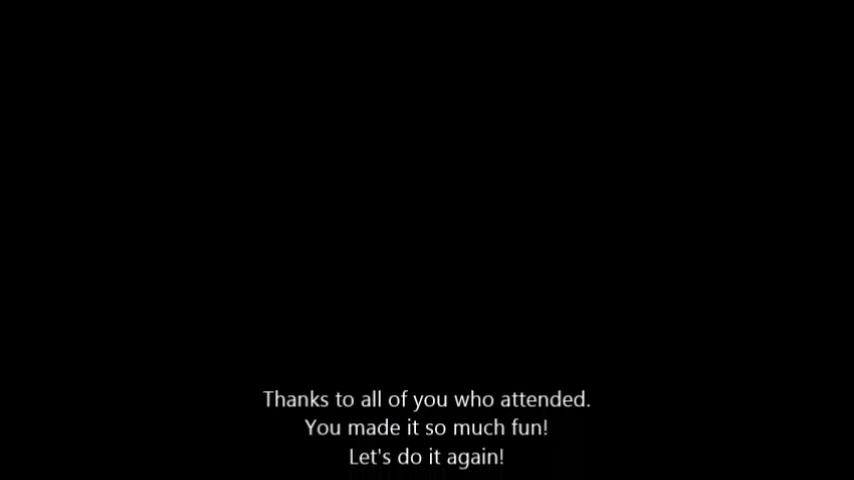 Thanks to all of you who attended.
You made it so much fun!
Let's do it again!